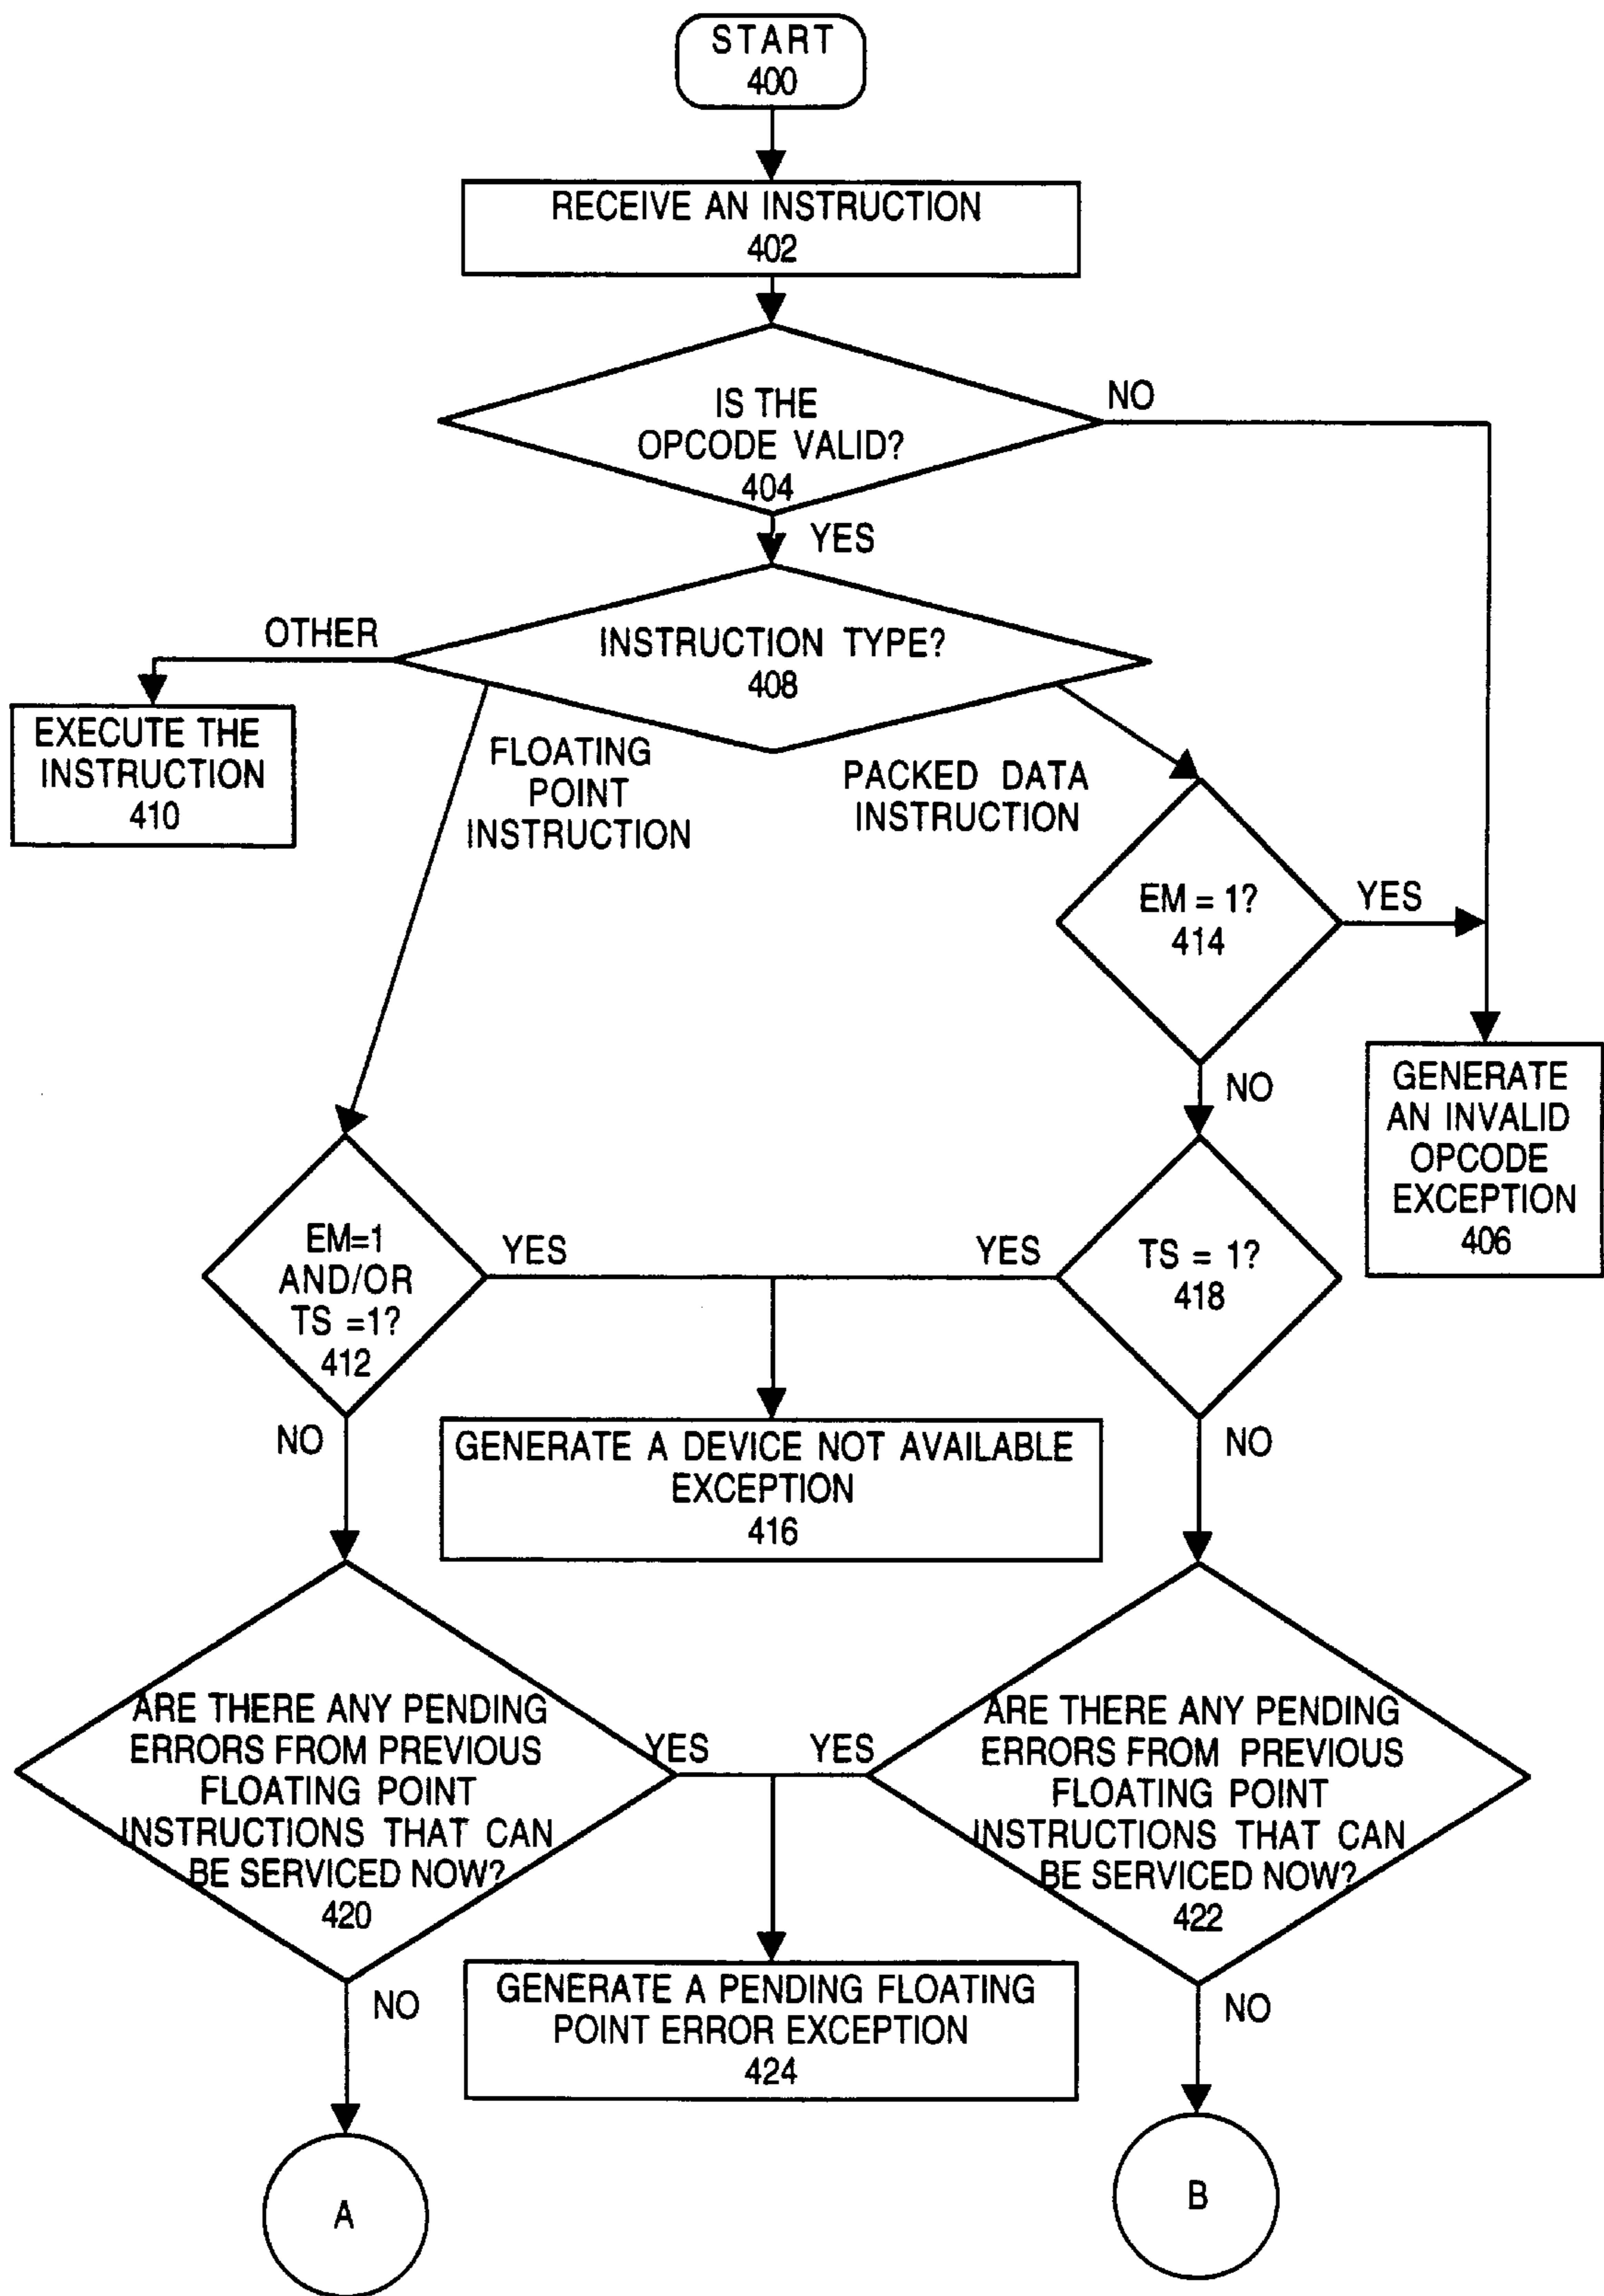 START
400
RECEIVE AN INSTRUCTION
402
IS THE
OPCODE VALID?
404
NO
YES
OTHER
INSTRUCTION TYPE?
408
EXECUTE THE
INSTRUCTION
410
FLOATING
POINT
INSTRUCTION
PACKED DATA
INSTRUCTION
EM = 1?
414
YES
NO
GENERATE
AN INVALID
OPCODE
EXCEPTION
406
EM=1
AND/OR
TS =1?
412
YES
YES
TS = 1?
418
NO
GENERATE A DEVICE NOT AVAILABLE
EXCEPTION
416
NO
ARE THERE ANY PENDING
ERRORS FROM PREVIOUS
FLOATING POINT
INSTRUCTIONS THAT CAN
BE SERVICED NOW?
420
YES
YES
ARE THERE ANY PENDING
ERRORS FROM PREVIOUS
FLOATING POINT
INSTRUCTIONS THAT CAN
BE SERVICED NOW?
422
NO
GENERATE A PENDING FLOATING
POINT ERROR EXCEPTION
424
NO
A
B